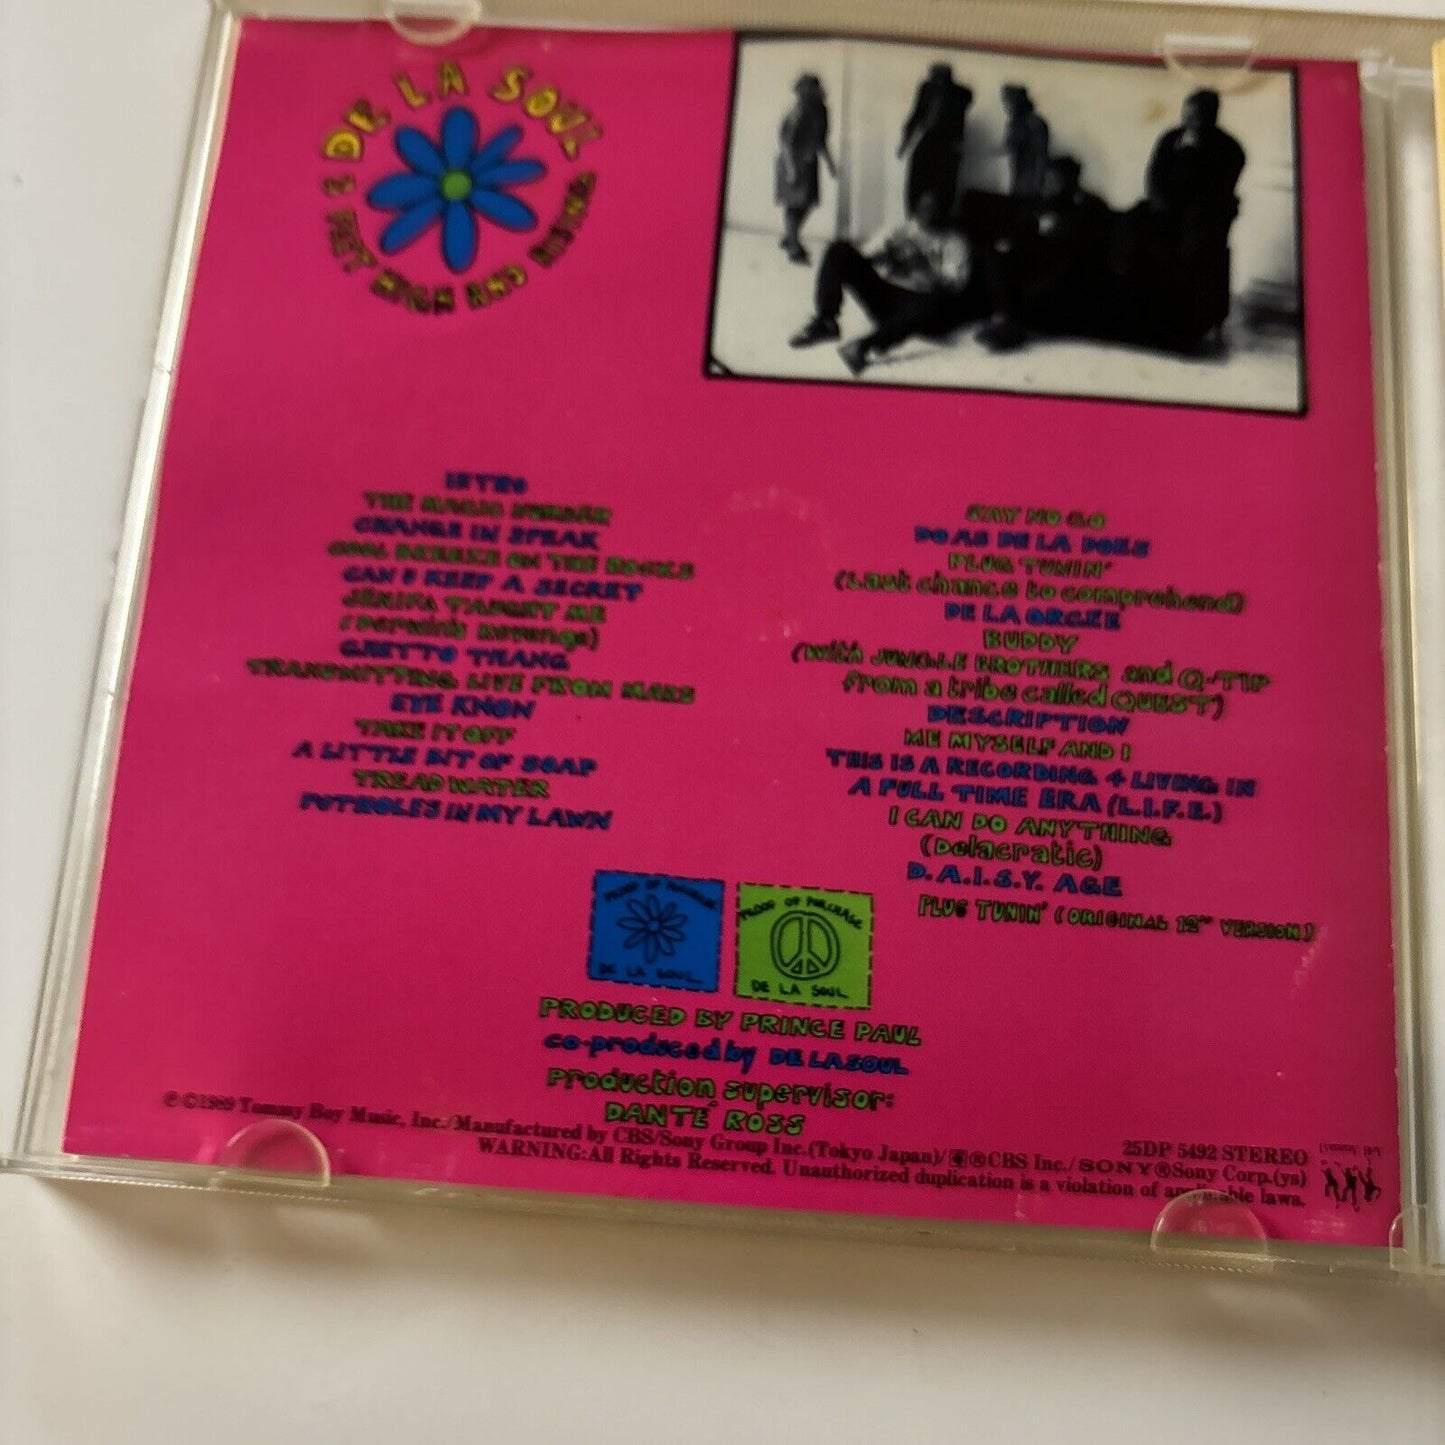 DE LA SOUL
3 FEET HIGH AND RISING
INTRO
THE MAGIC NUMBER
CHANGE IN SPEAK
COOL BREEZE ON THE ROCKS
CAN U KEEP A SECRET
JENIFA TAUGHT ME
(Derwin's Revenge)
GHETTO THANG
TRANSMITTING LIVE FROM MARS
EYE KNOW
TAKE IT OFF
A LITTLE BIT OF SOAP
TREAD WATER
POTHOLES IN MY LAWN
SAY NO GO
DO AS DE LA DOES
PLUG TUNIN'
(Last chance to comprehend)
DE LA ORGEE
BUDDY
(with JUNGLE BROTHERS and Q-TIP
from a tribe called QUEST)
DESCRIPTION
ME MYSELF AND I
THIS IS A RECORDING 4 LIVING IN
A FULL TIME ERA (L.I.F.E.)
I CAN DO ANYTHING
(Delacratic)
D.A.I.S.Y. AGE
PLUG TUNIN' (ORIGINAL 12" VERSION)
PROOF OF PURCHASE
DE LA SOUL
PROOF OF PURCHASE
DE LA SOUL
PRODUCED BY PRINCE PAUL
co-produced by DE LA SOUL
production supervisor:
DANTE ROSS
℗ ©1989 Tommy Boy Music, Inc./Manufactured by CBS/Sony Group Inc.(Tokyo Japan)/®CBS Inc./SONY®Sony Corp.(ys)
25DP 5492 STEREO
WARNING:All Rights Reserved. Unauthorized duplication is a violation of applicable laws.